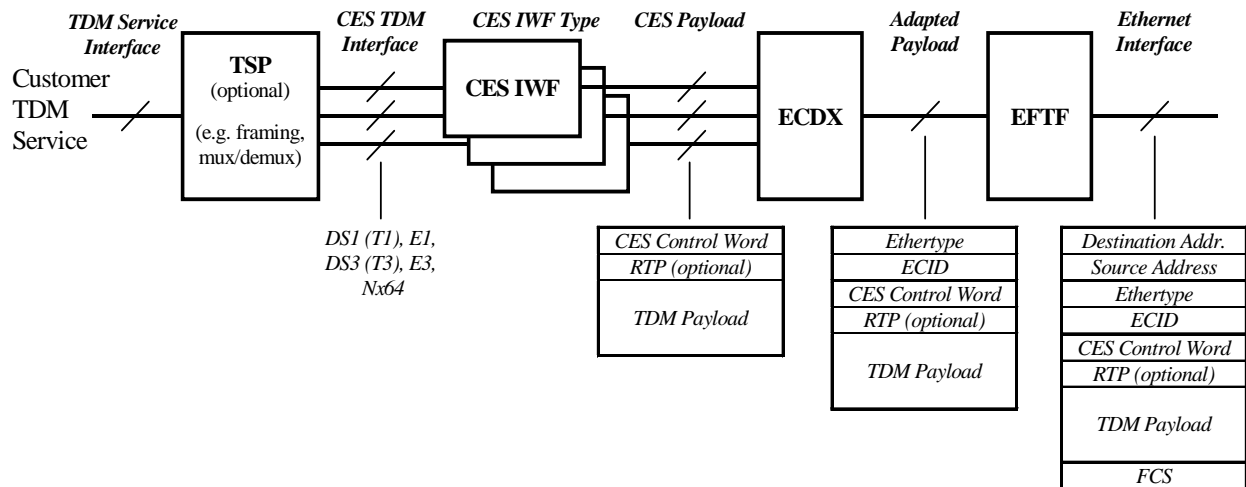 TDM Service
Interface
CES TDM
Interface
CES IWF Type
CES Payload
Adapted
Payload
Ethernet
Interface
Customer
TDM
Service
TSP
(optional)
(e.g. framing,
mux/demux)
CES IWF
ECDX
EFTF
DS1 (T1), E1,
DS3 (T3), E3,
Nx64
CES Control Word
RTP (optional)
TDM Payload
Ethertype
ECID
CES Control Word
RTP (optional)
TDM Payload
Destination Addr.
Source Address
Ethertype
ECID
CES Control Word
RTP (optional)
TDM Payload
FCS